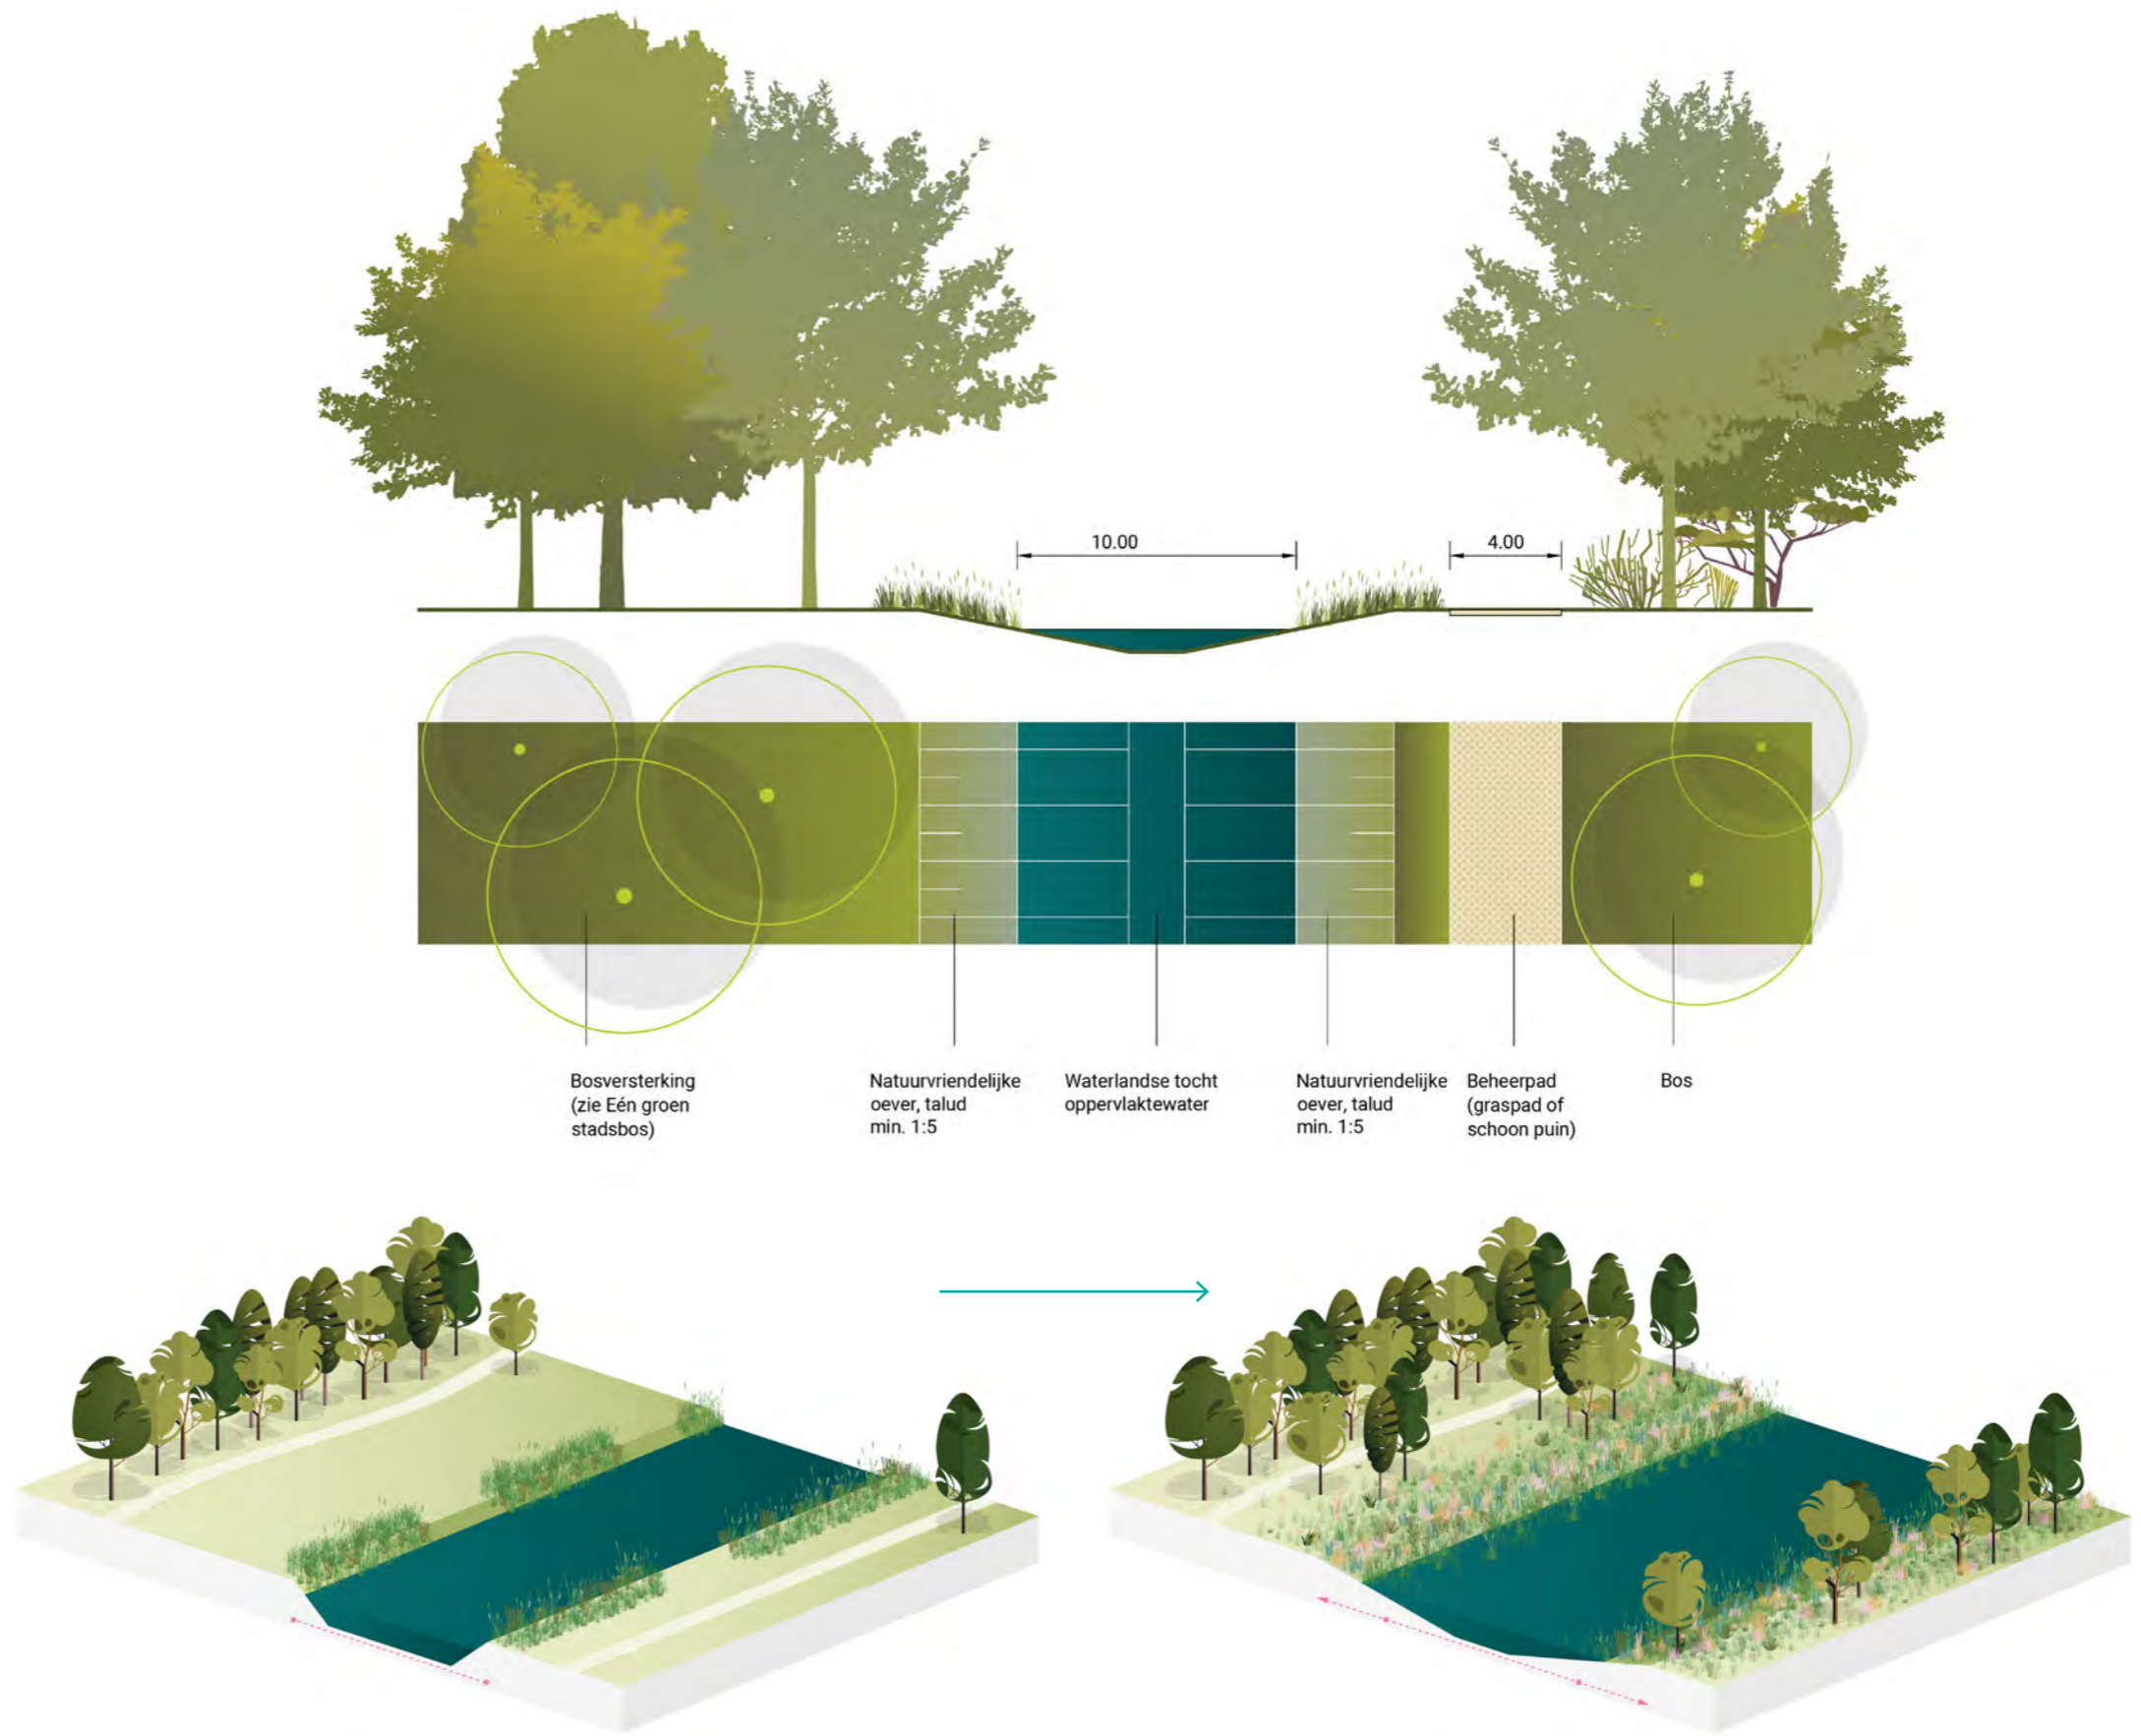 10.00
4.00
Bosversterking
(zie Eén groen
stadsbos)
Natuurvriendelijke
oever, talud
min. 1:5
Waterlandse tocht
oppervlaktewater
Natuurvriendelijke
oever, talud
min. 1:5
Beheerpad
(graspad of
schoon puin)
Bos